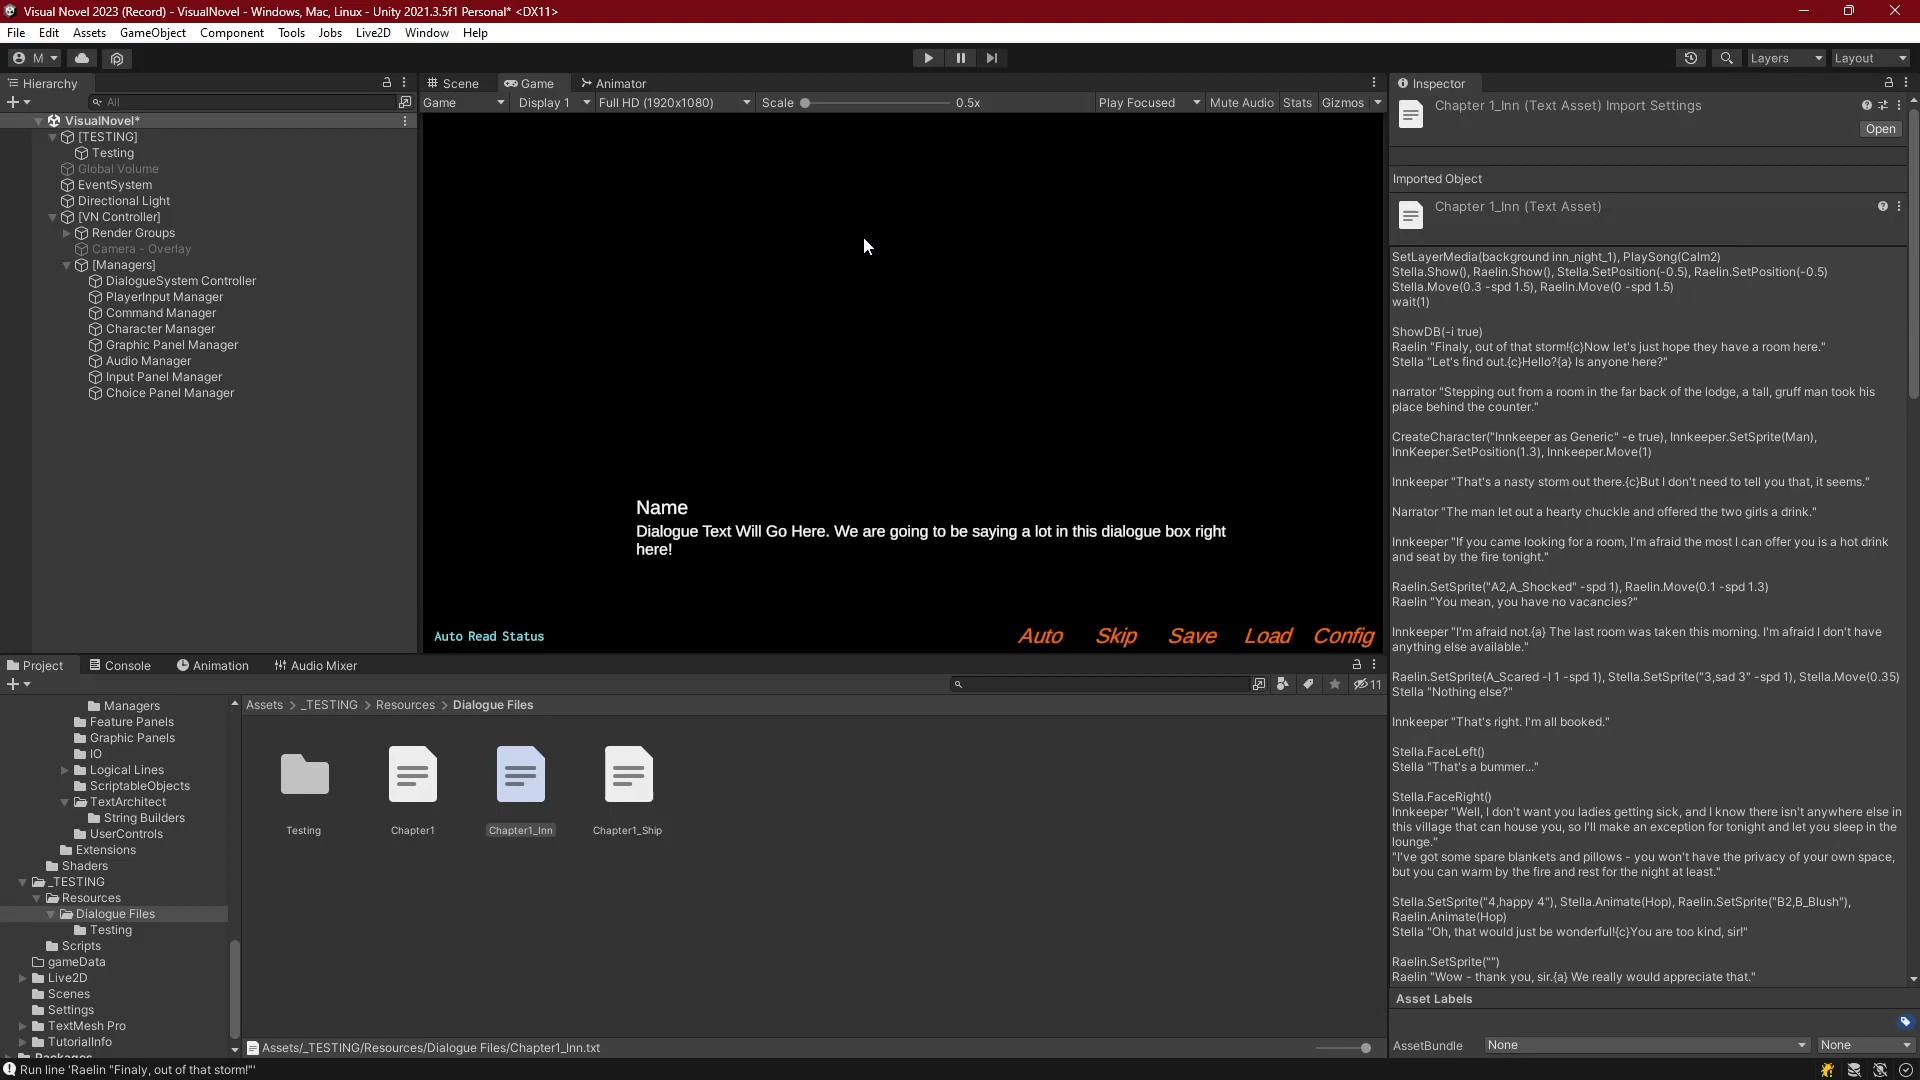 Visual Novel 2023 (Record) - VisualNovel - Windows, Mac, Linux - Unity 2021.3.5f1 Personal* <DX11>
File Edit Assets GameObject Component Tools Jobs Live2D Window Help
M Layers Layout
Hierarchy
All
VisualNovel*
[TESTING]
Testing
Global Volume
EventSystem
Directional Light
[VN Controller]
Render Groups
Camera - Overlay
[Managers]
DialogueSystem Controller
PlayerInput Manager
Command Manager
Character Manager
Graphic Panel Manager
Audio Manager
Input Panel Manager
Choice Panel Manager
Scene Game Animator
Game Display 1 Full HD (1920x1080) Scale 0.5x Play Focused Mute Audio Stats Gizmos
Name
Dialogue Text Will Go Here. We are going to be saying a lot in this dialogue box right
here!
Auto Read Status
Auto Skip Save Load Config
Project Console Animation Audio Mixer
11
Managers
Feature Panels
Graphic Panels
IO
Logical Lines
ScriptableObjects
TextArchitect
String Builders
UserControls
Extensions
Shaders
_TESTING
Resources
Dialogue Files
Testing
Scripts
gameData
Live2D
Scenes
Settings
TextMesh Pro
TutorialInfo
Packages
Assets > _TESTING > Resources > Dialogue Files
Testing
Chapter1
Chapter1_Inn
Chapter1_Ship
Assets/_TESTING/Resources/Dialogue Files/Chapter1_Inn.txt
Inspector
Chapter 1_Inn (Text Asset) Import Settings
Open
Imported Object
Chapter 1_Inn (Text Asset)
SetLayerMedia(background inn_night_1), PlaySong(Calm2)
Stella.Show(), Raelin.Show(), Stella.SetPosition(-0.5), Raelin.SetPosition(-0.5)
Stella.Move(0.3 -spd 1.5), Raelin.Move(0 -spd 1.5)
wait(1)
ShowDB(-i true)
Raelin "Finaly, out of that storm!{c}Now let's just hope they have a room here."
Stella "Let's find out.{c}Hello?{a} Is anyone here?"
narrator "Stepping out from a room in the far back of the lodge, a tall, gruff man took his
place behind the counter."
CreateCharacter("Innkeeper as Generic" -e true), Innkeeper.SetSprite(Man),
InnKeeper.SetPosition(1.3), Innkeeper.Move(1)
Innkeeper "That's a nasty storm out there.{c}But I don't need to tell you that, it seems."
Narrator "The man let out a hearty chuckle and offered the two girls a drink."
Innkeeper "If you came looking for a room, I'm afraid the most I can offer you is a hot drink
and seat by the fire tonight."
Raelin.SetSprite("A2,A_Shocked" -spd 1), Raelin.Move(0.1 -spd 1.3)
Raelin "You mean, you have no vacancies?"
Innkeeper "I'm afraid not.{a} The last room was taken this morning. I'm afraid I don't have
anything else available."
Raelin.SetSprite(A_Scared -l 1 -spd 1), Stella.SetSprite("3,sad 3" -spd 1), Stella.Move(0.35)
Stella "Nothing else?"
Innkeeper "That's right. I'm all booked."
Stella.FaceLeft()
Stella "That's a bummer..."
Stella.FaceRight()
Innkeeper "Well, I don't want you ladies getting sick, and I know there isn't anywhere else in
this village that can house you, so I'll make an exception for tonight and let you sleep in the
lounge."
"I've got some spare blankets and pillows - you won't have the privacy of your own space,
but you can warm by the fire and rest for the night at least."
Stella.SetSprite("4,happy 4"), Stella.Animate(Hop), Raelin.SetSprite("B2,B_Blush"),
Raelin.Animate(Hop)
Stella "Oh, that would just be wonderful!{c}You are too kind, sir!"
Raelin.SetSprite("")
Raelin "Wow - thank you, sir.{a} We really would appreciate that."
Asset Labels
AssetBundle None None
Run line 'Raelin "Finaly, out of that storm!"'